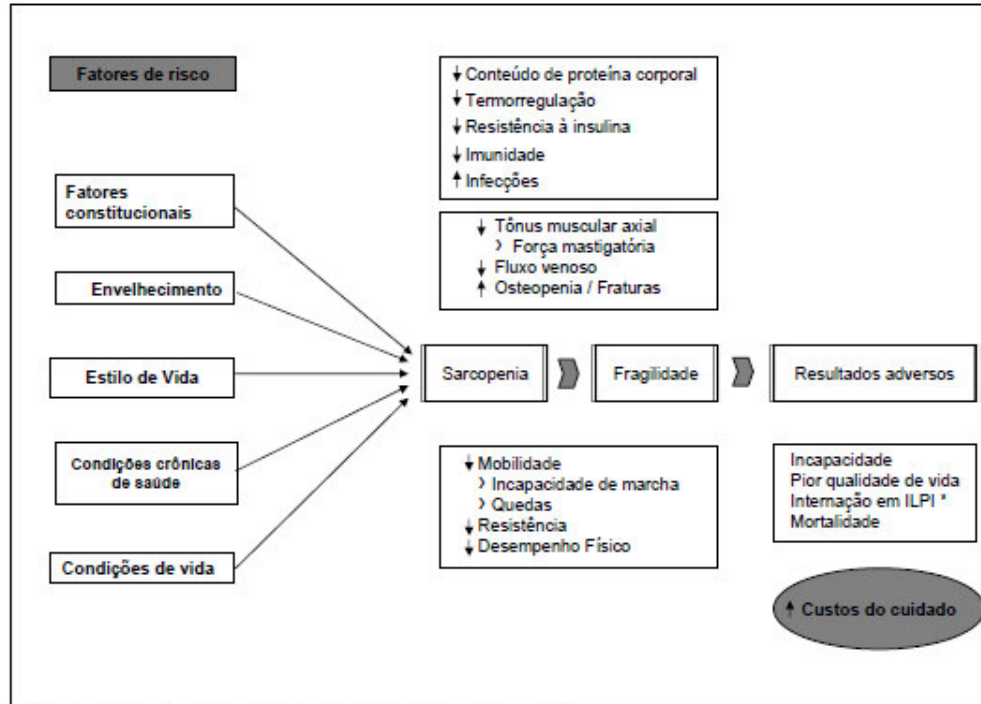 Fatores de risco
Fatores
constitucionais
Envelhecimento
Estilo de Vida
Condições crônicas
de saúde
Condições de vida
↓ Conteúdo de proteína corporal
↓ Termorregulação
↓ Resistência à insulina
↓ Imunidade
↑ Infecções
↓ Tônus muscular axial
› Força mastigatória
↓ Fluxo venoso
↑ Osteopenia / Fraturas
Sarcopenia
Fragilidade
Resultados adversos
↓ Mobilidade
› Incapacidade de marcha
› Quedas
↓ Resistência
↓ Desempenho Físico
Incapacidade
Pior qualidade de vida
Internação em ILPI *
Mortalidade
↑ Custos do cuidado